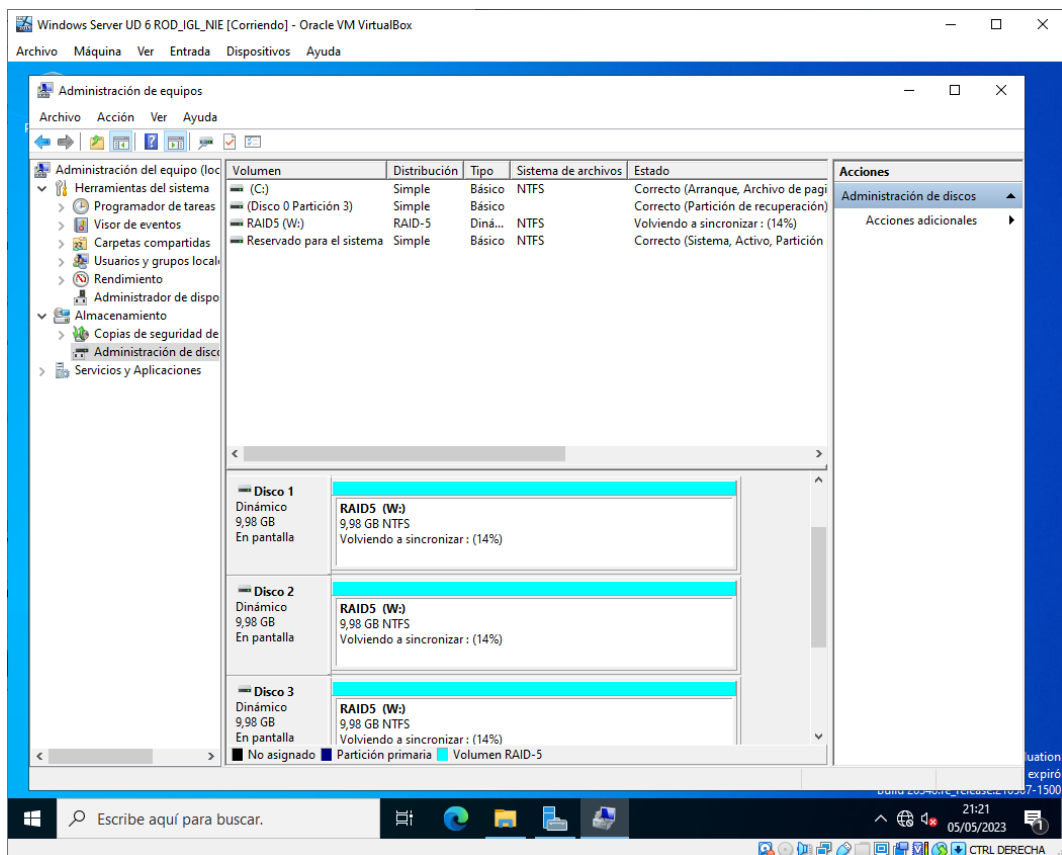 Windows Server UD 6 ROD_IGL_NIE [Corriendo] - Oracle VM VirtualBox
Archivo Máquina Ver Entrada Dispositivos Ayuda
Administración de equipos
Archivo Acción Ver Ayuda
Administración del equipo (loc
Herramientas del sistema
Programador de tareas
Visor de eventos
Carpetas compartidas
Usuarios y grupos local
Rendimiento
Administrador de dispo
Almacenamiento
Copias de seguridad de
Administración de disco
Servicios y Aplicaciones
Volumen Distribución Tipo Sistema de archivos Estado
(C:) Simple Básico NTFS Correcto (Arranque, Archivo de pagi
(Disco 0 Partición 3) Simple Básico Correcto (Partición de recuperación)
RAID5 (W:) RAID-5 Diná... NTFS Volviendo a sincronizar : (14%)
Reservado para el sistema Simple Básico NTFS Correcto (Sistema, Activo, Partición
Disco 1
Dinámico
9,98 GB
En pantalla
RAID5 (W:)
9,98 GB NTFS
Volviendo a sincronizar : (14%)
Disco 2
Dinámico
9,98 GB
En pantalla
RAID5 (W:)
9,98 GB NTFS
Volviendo a sincronizar : (14%)
Disco 3
Dinámico
9,98 GB
En pantalla
RAID5 (W:)
9,98 GB NTFS
Volviendo a sincronizar : (14%)
No asignado Partición primaria Volumen RAID-5
Acciones
Administración de discos
Acciones adicionales
uation
expiró
Escribe aquí para buscar.
21:21
05/05/2023
1
CTRL DERECHA